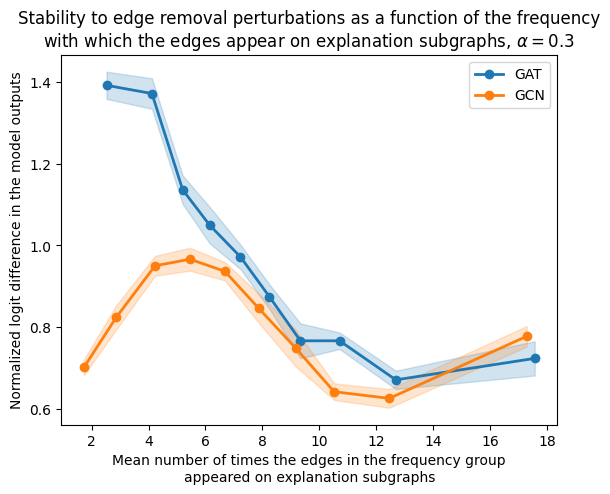 Stability to edge removal perturbations as a function of the frequency
with which the edges appear on explanation subgraphs, α = 0.3
GAT
GCN
Normalized logit difference in the model outputs
1.4
1.2
1.0
0.8
0.6
2 4 6 8 10 12 14 16 18
Mean number of times the edges in the frequency group
appeared on explanation subgraphs